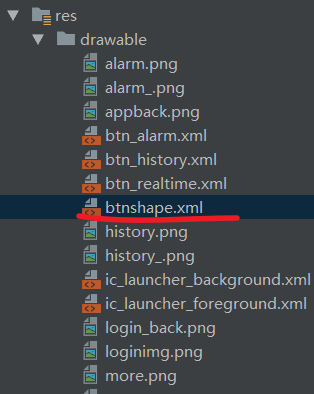 res
drawable
alarm.png
alarm_.png
appback.png
btn_alarm.xml
btn_history.xml
btn_realtime.xml
btnshape.xml
history.png
history_.png
ic_launcher_background.xml
ic_launcher_foreground.xml
login_back.png
loginimg.png
more.png